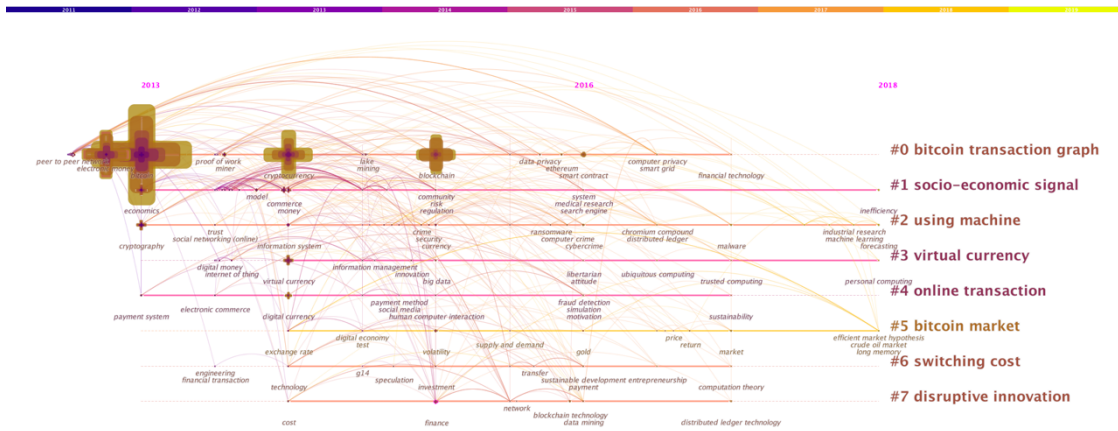 2011 2012 2013 2014 2015 2016 2017 2018
2013 2016 2018
#0 bitcoin transaction graph
peer to peer network proof of work lake data privacy computer privacy
electronic money miner mining ethereum smart grid
cryptocurrency blockchain smart contract financial technology
#1 socio-economic signal
model community system
commerce risk medical research
economics money regulation search engine inefficiency
#2 using machine
trust crime ransomware chromium compound industrial research
social networking (online) security computer crime distributed ledger machine learning
cryptography information system currency cybercrime malware forecasting
#3 virtual currency
digital money information management libertarian ubiquitous computing
internet of thing innovation attitude
virtual currency big data trusted computing personal computing
#4 online transaction
payment method fraud detection
electronic commerce social media simulation
payment system digital currency human computer interaction motivation sustainability
#5 bitcoin market
digital economy price efficient market hypothesis
test supply and demand return crude oil market
exchange rate volatility gold market long memory
#6 switching cost
engineering g14 transfer
financial transaction speculation sustainable development entrepreneurship
technology investment payment computation theory
#7 disruptive innovation
network
blockchain technology
cost finance data mining distributed ledger technology